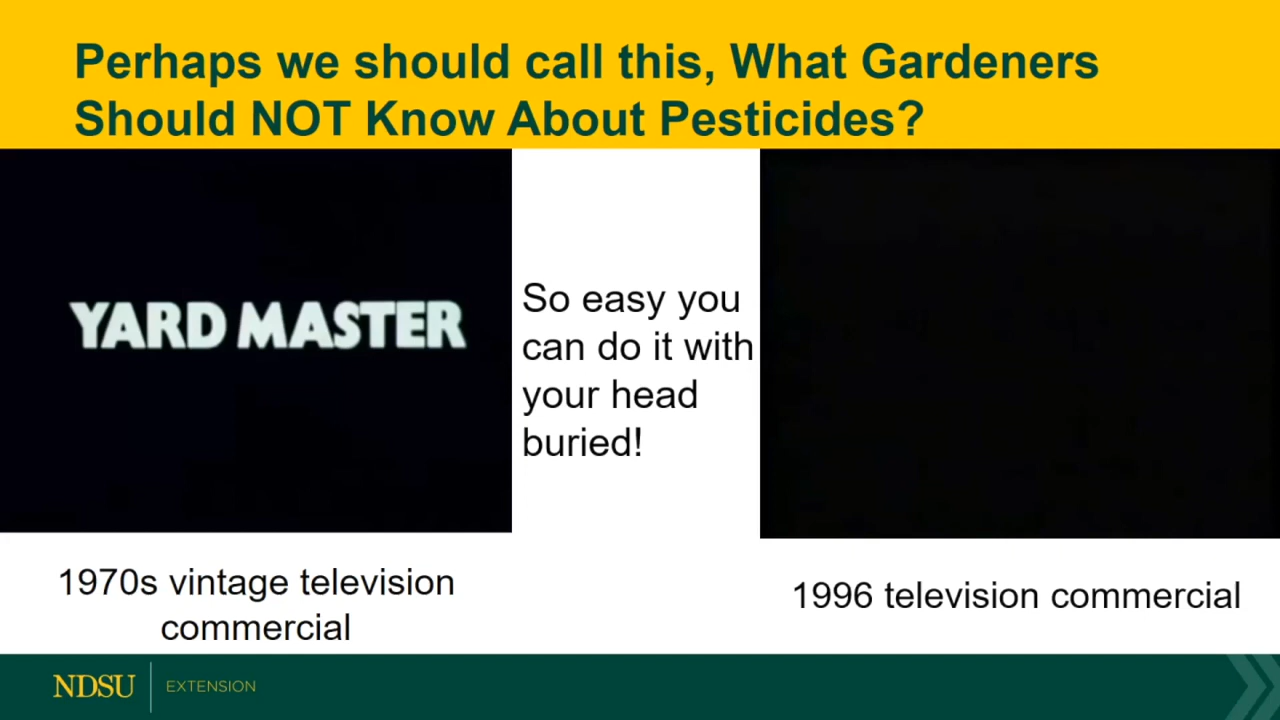 Perhaps we should call this, What Gardeners
Should NOT Know About Pesticides?
YARD MASTER
So easy you
can do it with
your head
buried!
1970s vintage television
commercial
1996 television commercial
NDSU
EXTENSION